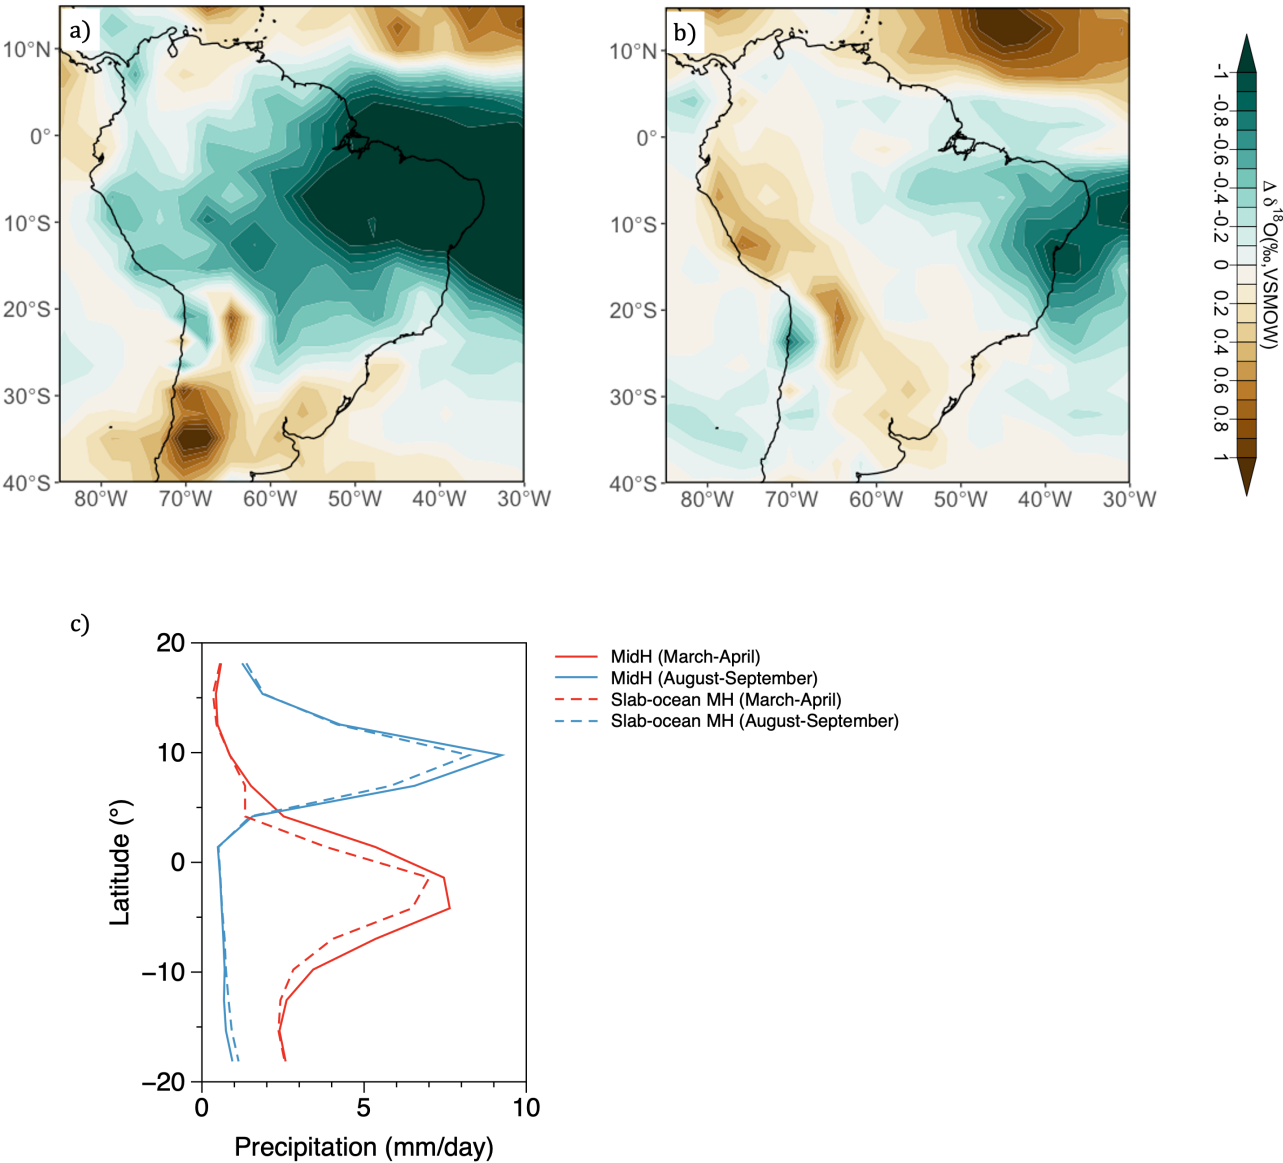 a)
10°N
0°
10°S
20°S
30°S
40°S
80°W
70°W
60°W
50°W
40°W
30°W
b)
10°N
0°
10°S
20°S
30°S
40°S
80°W
70°W
60°W
50°W
40°W
30°W
-1
-0.8
-0.6
-0.4
-0.2
0
0.2
0.4
0.6
0.8
1
Δ δ¹⁸O(‰,VSMOW)
c)
20
10
0
−10
−20
0
5
10
Latitude (°)
Precipitation (mm/day)
MidH (March-April)
MidH (August-September)
Slab-ocean MH (March-April)
Slab-ocean MH (August-September)